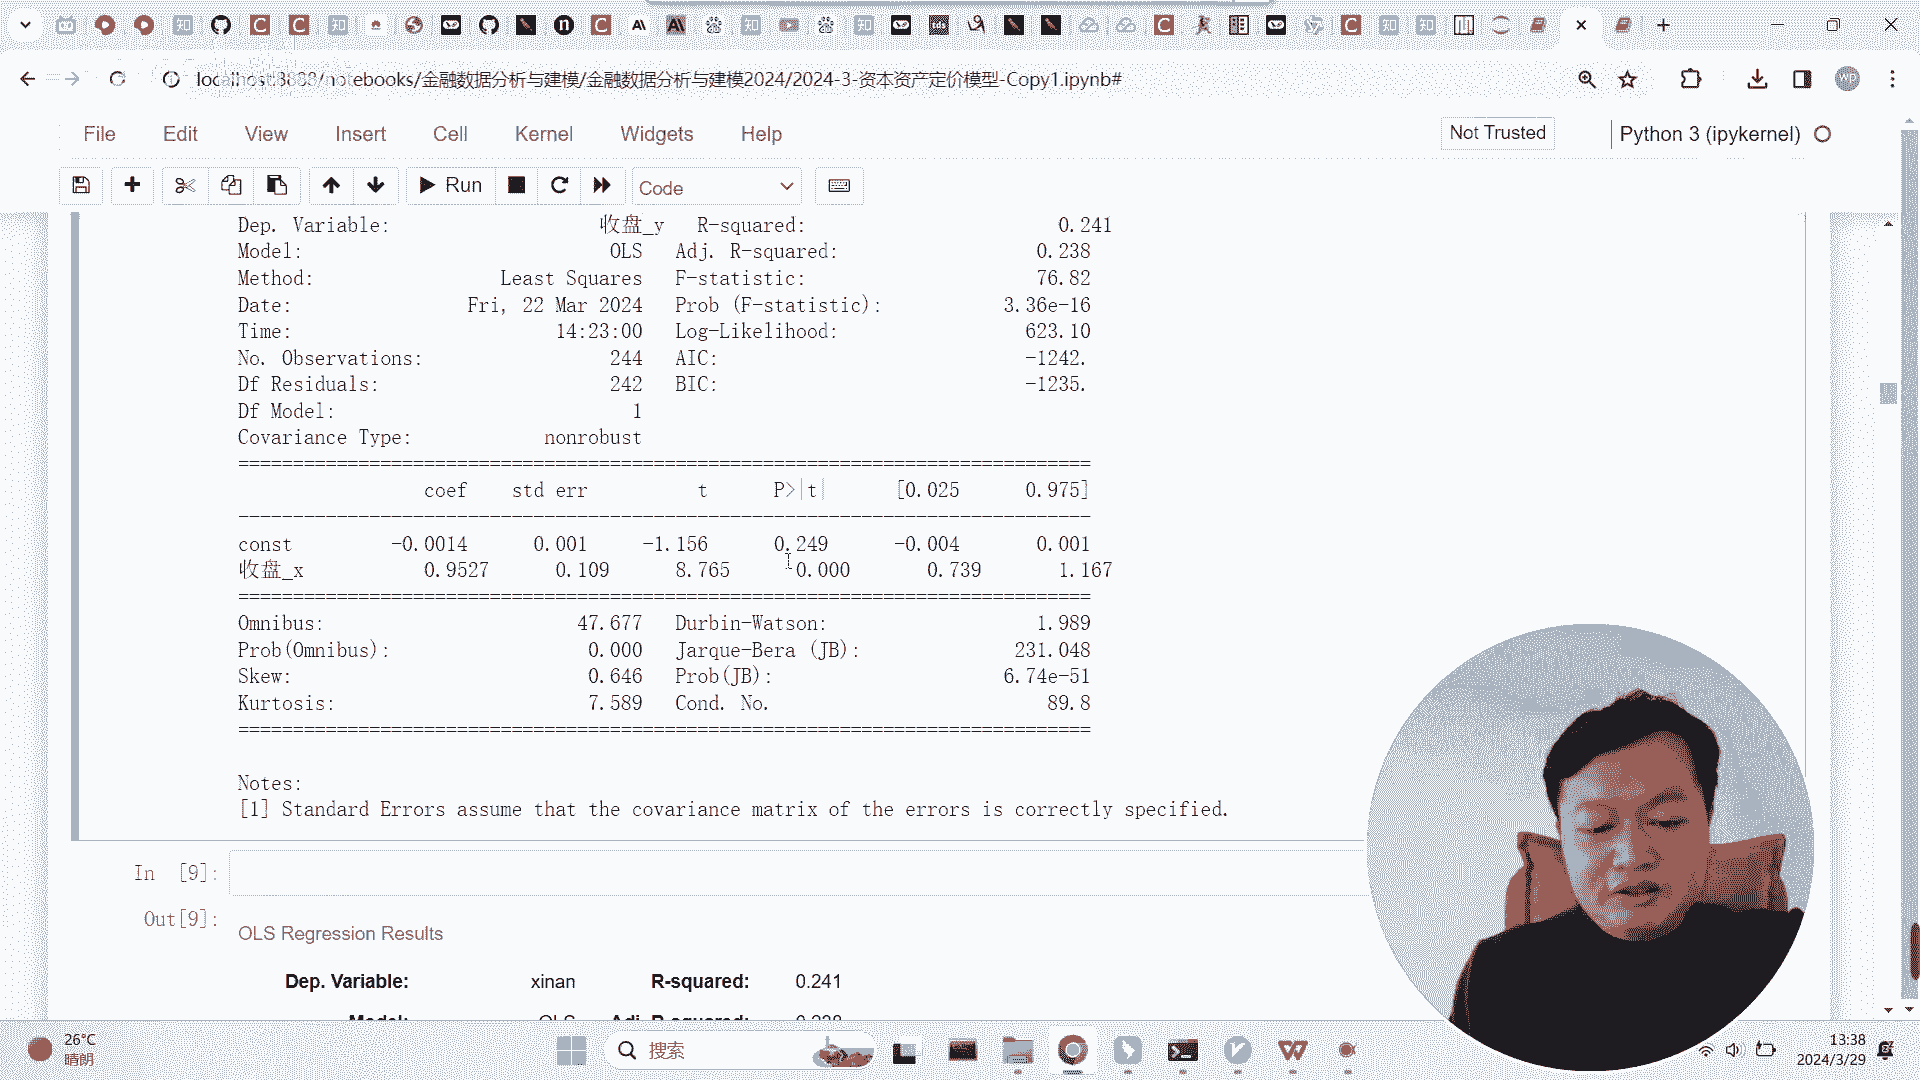 localhost:8888/notebooks/金融数据分析与建模/金融数据分析与建模2024/2024-3-资本资产定价模型-Copy1.ipynb#
wp
File Edit View Insert Cell Kernel Widgets Help
Not Trusted
Python 3 (ipykernel)
Run
Code
Dep. Variable: 收盘_y R-squared: 0.241
Model: OLS Adj. R-squared: 0.238
Method: Least Squares F-statistic: 76.82
Date: Fri, 22 Mar 2024 Prob (F-statistic): 3.36e-16
Time: 14:23:00 Log-Likelihood: 623.10
No. Observations: 244 AIC: -1242.
Df Residuals: 242 BIC: -1235.
Df Model: 1
Covariance Type: nonrobust
==============================================================================
coef std err t P>|t| [0.025 0.975]
------------------------------------------------------------------------------
const -0.0014 0.001 -1.156 0.249 -0.004 0.001
收盘_x 0.9527 0.109 8.765 0.000 0.739 1.167
==============================================================================
Omnibus: 47.677 Durbin-Watson: 1.989
Prob(Omnibus): 0.000 Jarque-Bera (JB): 231.048
Skew: 0.646 Prob(JB): 6.74e-51
Kurtosis: 7.589 Cond. No. 89.8
==============================================================================
Notes:
[1] Standard Errors assume that the covariance matrix of the errors is correctly specified.
In [9]:
Out[9]:
OLS Regression Results
Dep. Variable: xinan R-squared: 0.241
26°C
晴朗
搜索
13:38
2024/3/29